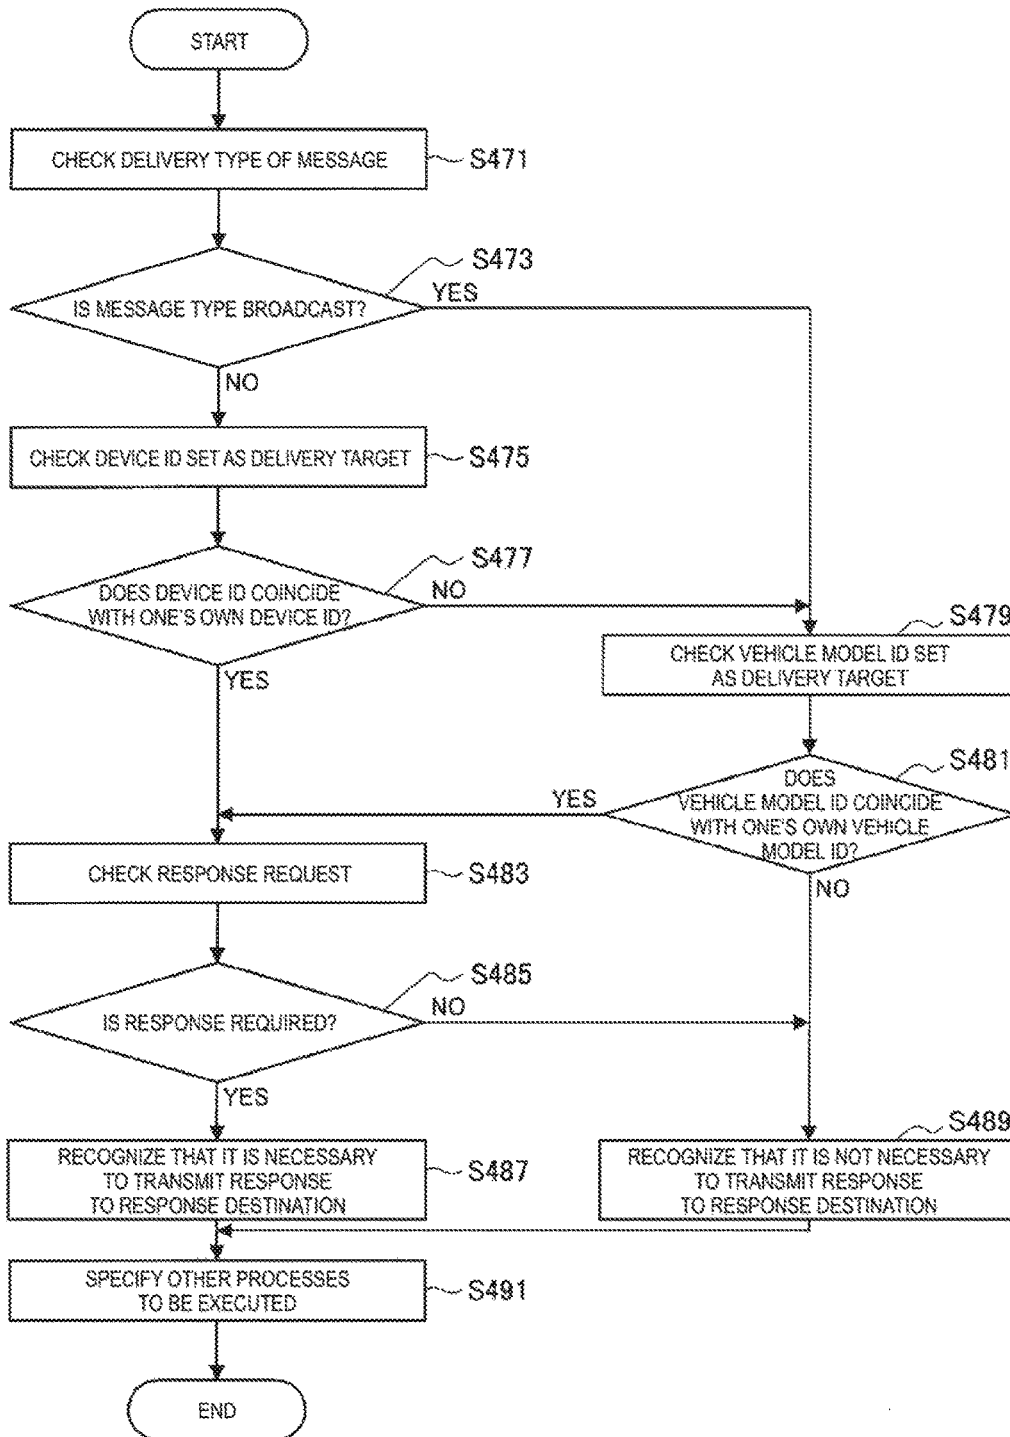 START
CHECK DELIVERY TYPE OF MESSAGE
S471
S473
IS MESSAGE TYPE BROADCAST?
YES
NO
CHECK DEVICE ID SET AS DELIVERY TARGET
S475
S477
DOES DEVICE ID COINCIDE
WITH ONE'S OWN DEVICE ID?
NO
YES
S479
CHECK VEHICLE MODEL ID SET
AS DELIVERY TARGET
S481
DOES
VEHICLE MODEL ID COINCIDE
WITH ONE'S OWN VEHICLE
MODEL ID?
YES
NO
CHECK RESPONSE REQUEST
S483
S485
IS RESPONSE REQUIRED?
NO
YES
RECOGNIZE THAT IT IS NECESSARY
TO TRANSMIT RESPONSE
TO RESPONSE DESTINATION
S487
S489
RECOGNIZE THAT IT IS NOT NECESSARY
TO TRANSMIT RESPONSE
TO RESPONSE DESTINATION
SPECIFY OTHER PROCESSES
TO BE EXECUTED
S491
END